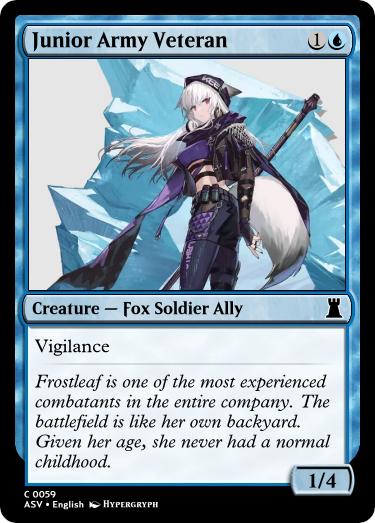 Junior Army Veteran 1
Creature — Fox Soldier Ally
Vigilance
Frostleaf is one of the most experienced
combatants in the entire company. The
battlefield is like her own backyard.
Given her age, she never had a normal
childhood.
1/4
C 0059
ASV • English HYPERGRYPH